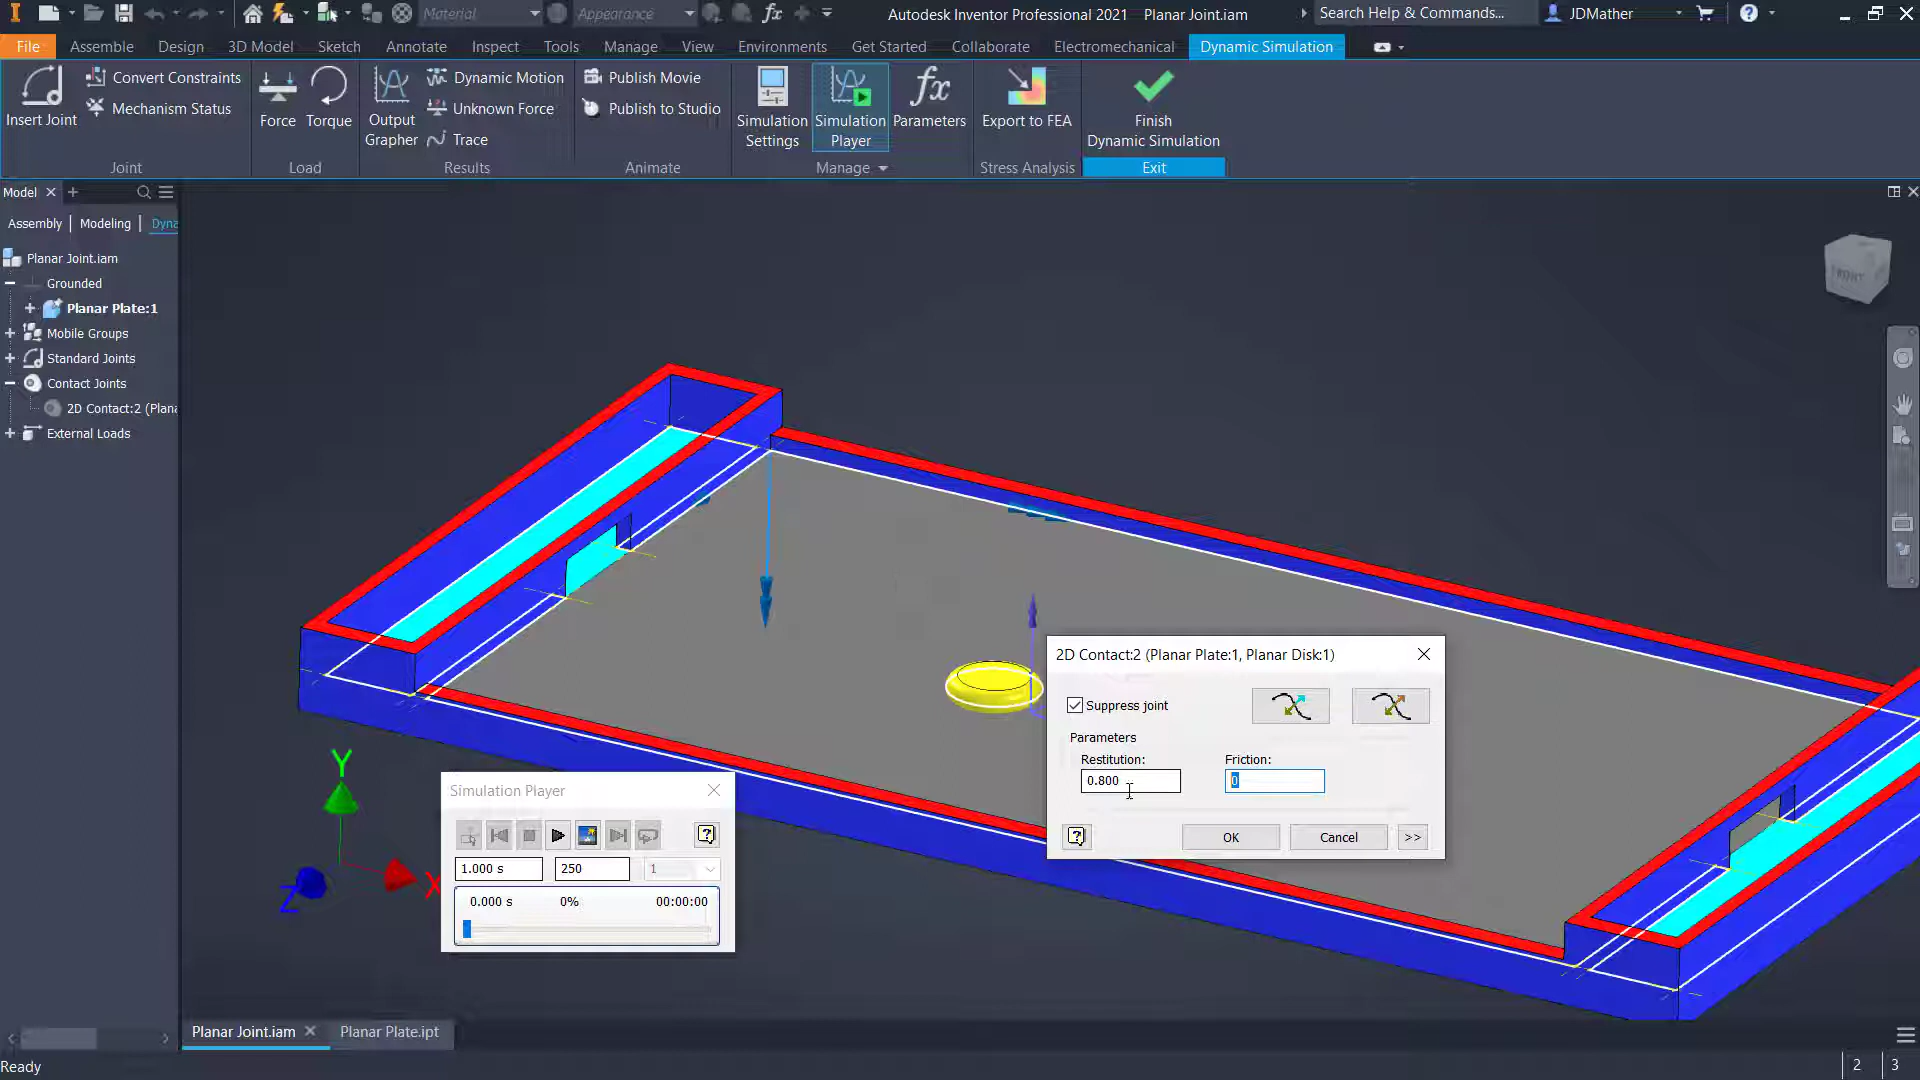 Material
Appearance
fx
Autodesk Inventor Professional 2021 Planar Joint.iam
Search Help & Commands...
JDMather
File Assemble Design 3D Model Sketch Annotate Inspect Tools Manage View Environments Get Started Collaborate Electromechanical Dynamic Simulation
Insert Joint
Convert Constraints
Mechanism Status
Joint
Force
Torque
Load
Output
Grapher
Dynamic Motion
Unknown Force
Trace
Results
Publish Movie
Publish to Studio
Animate
Simulation
Settings
Simulation
Player
fx
Parameters
Manage
Export to FEA
Stress Analysis
Finish
Dynamic Simulation
Exit
Model
Assembly Modeling Dyna
Planar Joint.iam
Grounded
Planar Plate:1
Mobile Groups
Standard Joints
Contact Joints
2D Contact:2 (Plana
External Loads
FRONT
Y
X
Z
2D Contact:2 (Planar Plate:1, Planar Disk:1)
Suppress joint
Parameters
Restitution: Friction:
0.800 0
OK Cancel >>
Simulation Player
1.000 s 250 1
0.000 s 0% 00:00:00
Planar Joint.iam Planar Plate.ipt
Ready
2 3